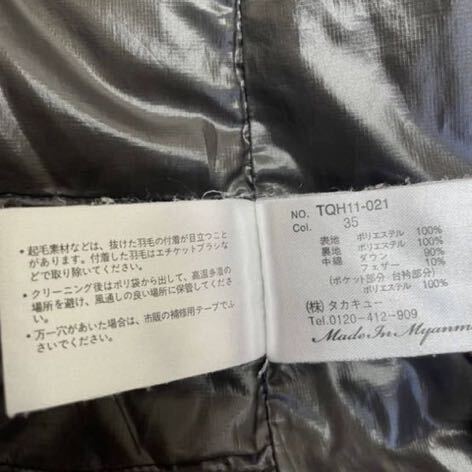 ・起毛素材などは、抜けた羽毛の付着が目立つこと
があります。付着した羽毛はエチケットブラシな
どで取り除いてください。
・クリーニング後はポリ袋から出して、高温多湿の
場所を避け、風通しの良い場所に保管してくださ
い。
・万一穴があいた場合は、市販の補修用テープでふ
さいでください。
NO. TQH11-021
Col. 35
表地 ポリエステル 100%
裏地 ポリエステル 100%
中綿 ダウン 90%
フェザー 10%
(ポケット部分 台衿部分)
ポリエステル 100%
(株) タカキュー
Tel.0120-412-909
Made In Myanm